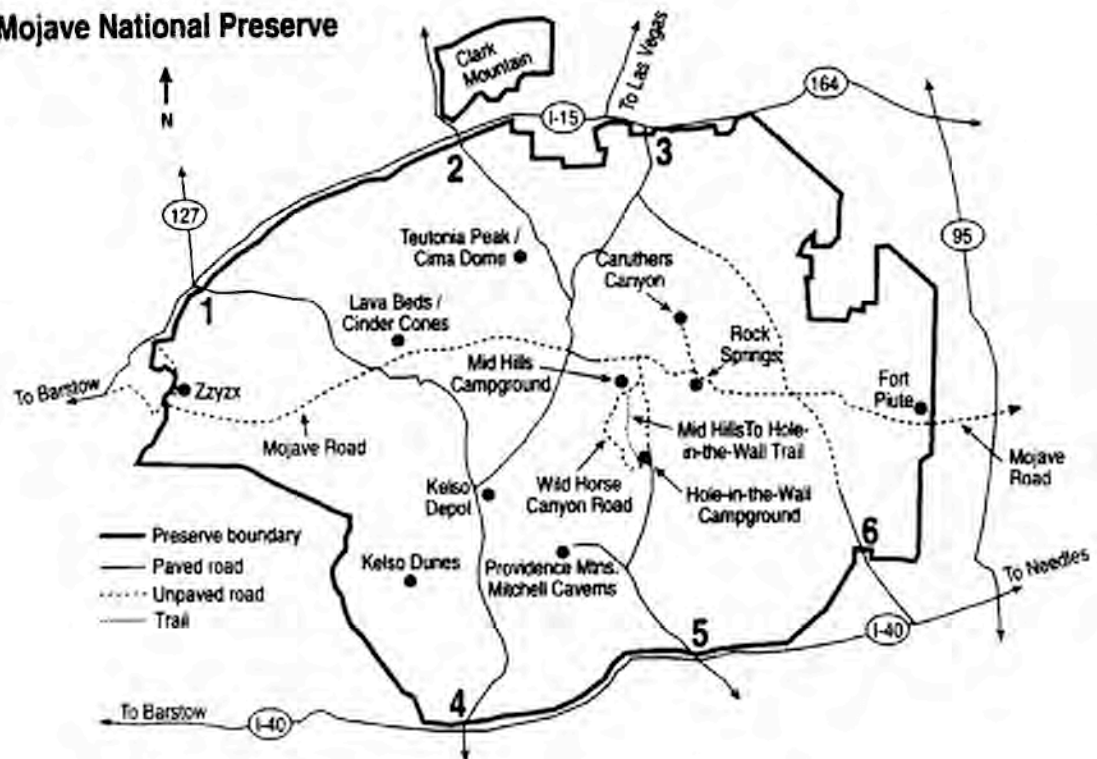 Mojave National Preserve
N
Clark
Mountain
To Las Vegas
I-15
164
2
3
127
95
Teutonia Peak /
Cima Dome
Caruthers
Canyon
1
Lava Beds /
Cinder Cones
Rock
Springs
Mid Hills
Campground
To Barstow
Zzyzx
Fort
Piute
Mojave Road
Mid HillsTo Hole-
in-the-Wall Trail
Mojave
Road
Kelso
Depot
Wild Horse
Canyon Road
Hole-in-the-Wall
Campground
6
Preserve boundary
Paved road
Unpaved road
Trail
Kelso Dunes
Providence Mtns.
Mitchell Caverns
To Needles
5
I-40
4
To Barstow
I-40